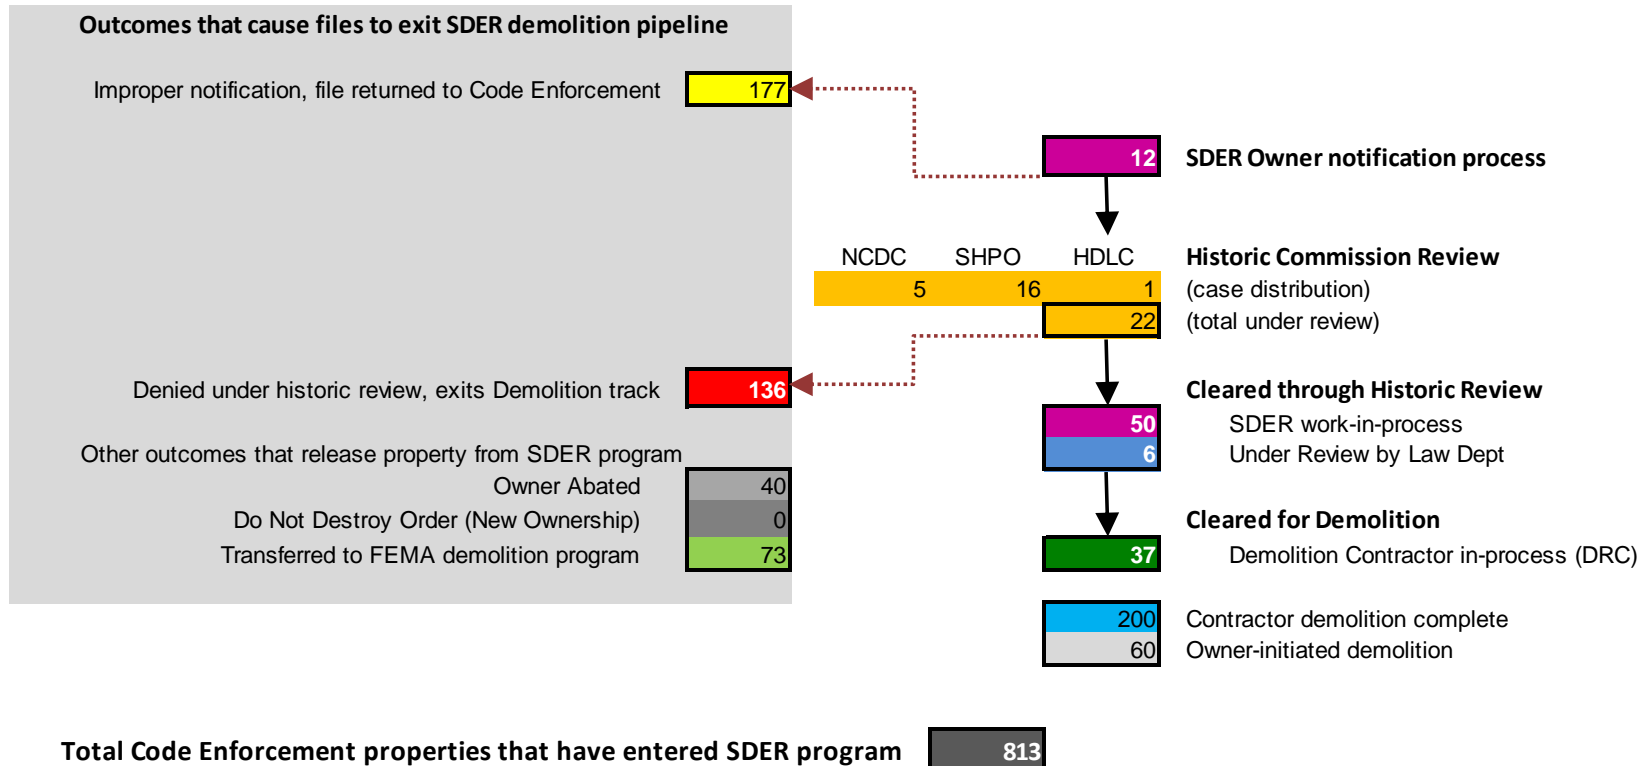 Outcomes that cause files to exit SDER demolition pipeline
Improper notification, file returned to Code Enforcement 177
12 SDER Owner notification process
NCDC SHPO HDLC Historic Commission Review
5 16 1 (case distribution)
22 (total under review)
Denied under historic review, exits Demolition track 136
Cleared through Historic Review
50 SDER work-in-process
6 Under Review by Law Dept
Other outcomes that release property from SDER program
Owner Abated 40
Do Not Destroy Order (New Ownership) 0
Transferred to FEMA demolition program 73
Cleared for Demolition
37 Demolition Contractor in-process (DRC)
200 Contractor demolition complete
60 Owner-initiated demolition
Total Code Enforcement properties that have entered SDER program 813